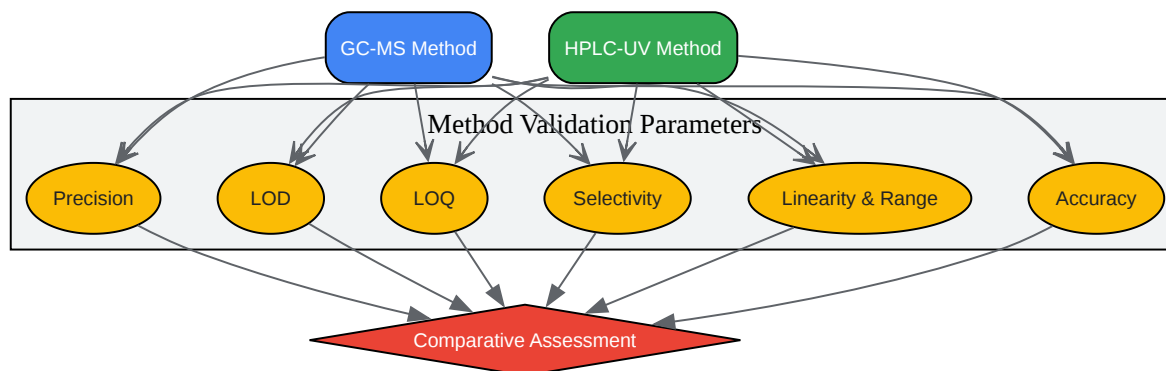 GC-MS Method
HPLC-UV Method
Method Validation Parameters
Precision
LOD
LOQ
Selectivity
Linearity & Range
Accuracy
Comparative Assessment